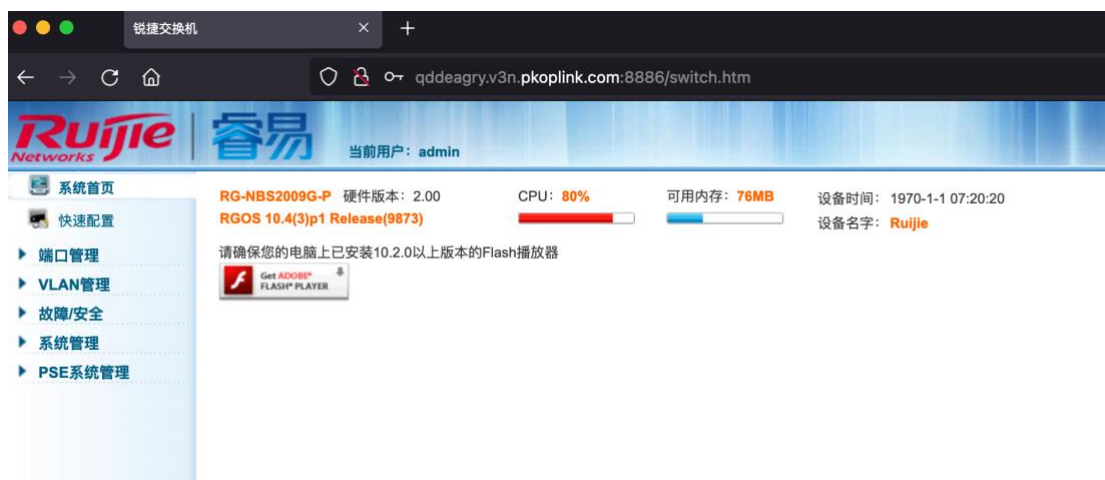 锐捷交换机
qddeagry.v3n.pkoplink.com:8886/switch.htm
Ruijie Networks 睿易 当前用户：admin
系统首页
快速配置
端口管理
VLAN管理
故障/安全
系统管理
PSE系统管理
RG-NBS2009G-P 硬件版本：2.00 CPU：80% 可用内存：76MB 设备时间：1970-1-1 07:20:20
RGOS 10.4(3)p1 Release(9873) 设备名字：Ruijie
请确保您的电脑上已安装10.2.0以上版本的Flash播放器
Get ADOBE®
FLASH® PLAYER